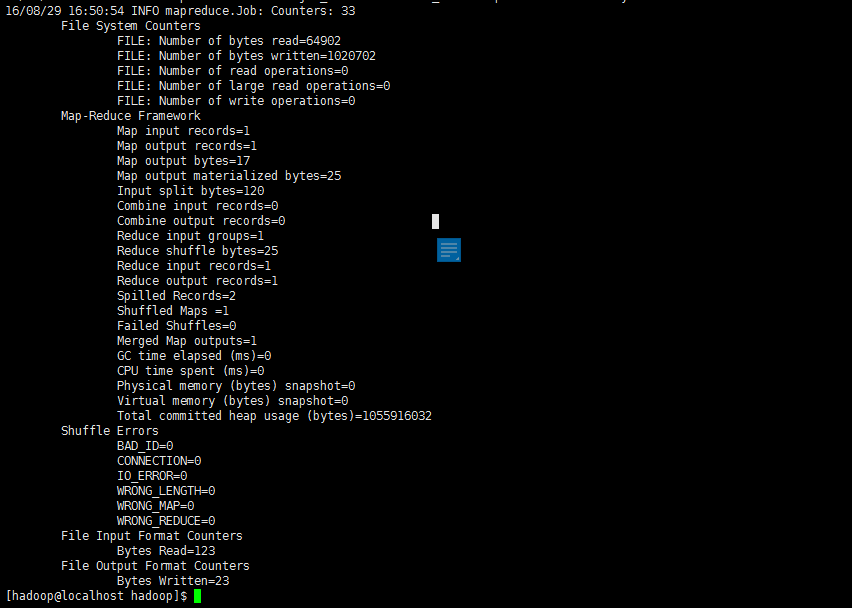 16/08/29 16:50:54 INFO mapreduce.Job: Counters: 33
File System Counters
FILE: Number of bytes read=64902
FILE: Number of bytes written=1020702
FILE: Number of read operations=0
FILE: Number of large read operations=0
FILE: Number of write operations=0
Map-Reduce Framework
Map input records=1
Map output records=1
Map output bytes=17
Map output materialized bytes=25
Input split bytes=120
Combine input records=0
Combine output records=0
Reduce input groups=1
Reduce shuffle bytes=25
Reduce input records=1
Reduce output records=1
Spilled Records=2
Shuffled Maps =1
Failed Shuffles=0
Merged Map outputs=1
GC time elapsed (ms)=0
CPU time spent (ms)=0
Physical memory (bytes) snapshot=0
Virtual memory (bytes) snapshot=0
Total committed heap usage (bytes)=1055916032
Shuffle Errors
BAD_ID=0
CONNECTION=0
IO_ERROR=0
WRONG_LENGTH=0
WRONG_MAP=0
WRONG_REDUCE=0
File Input Format Counters
Bytes Read=123
File Output Format Counters
Bytes Written=23
[hadoop@localhost hadoop]$